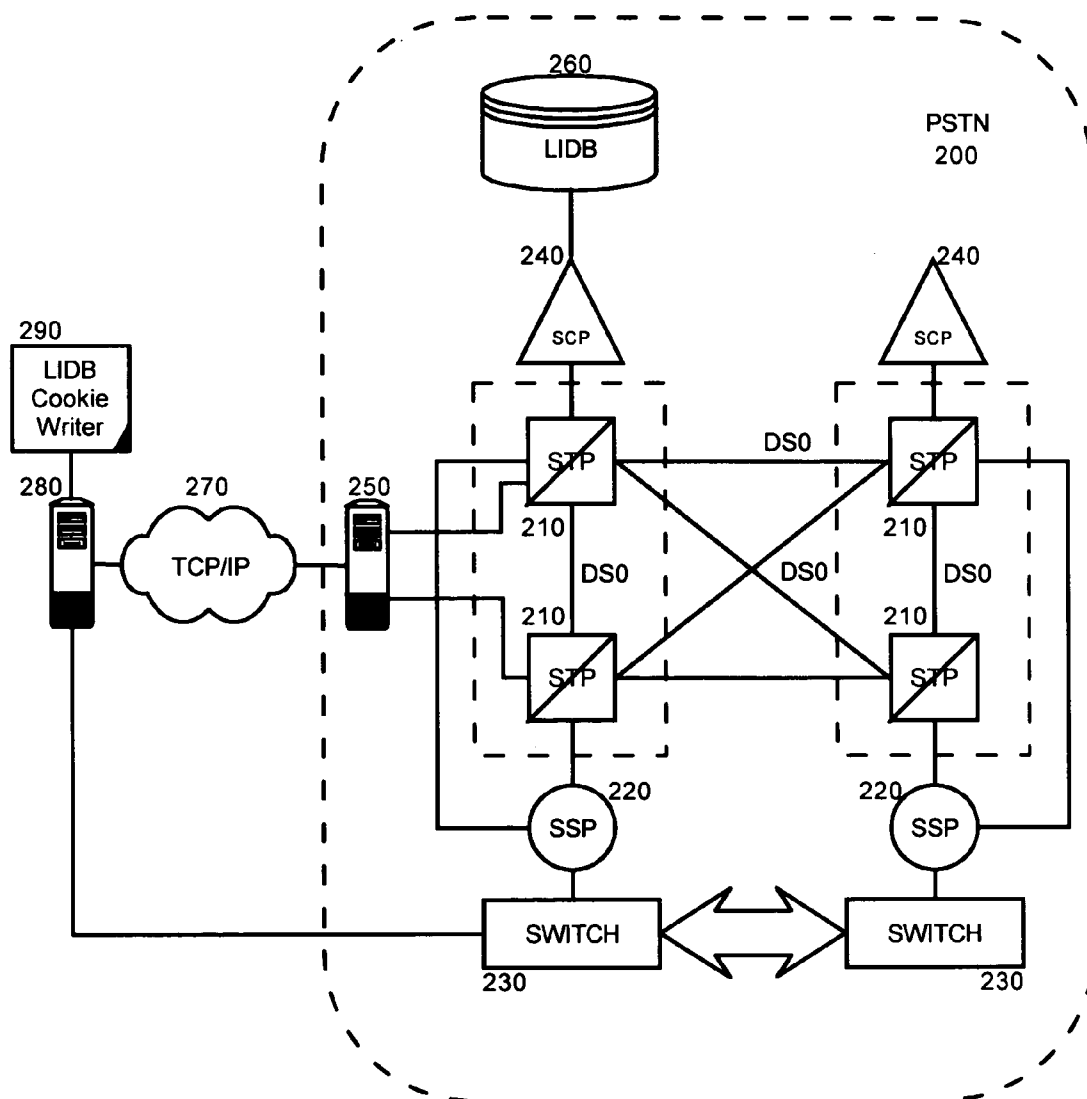 260
LIDB
PSTN
200
240
SCP
240
SCP
290
LIDB
Cookie
Writer
280
270
TCP/IP
250
STP
210
DS0
STP
210
DS0
DS0
DS0
210
STP
210
STP
220
SSP
220
SSP
SWITCH
230
SWITCH
230